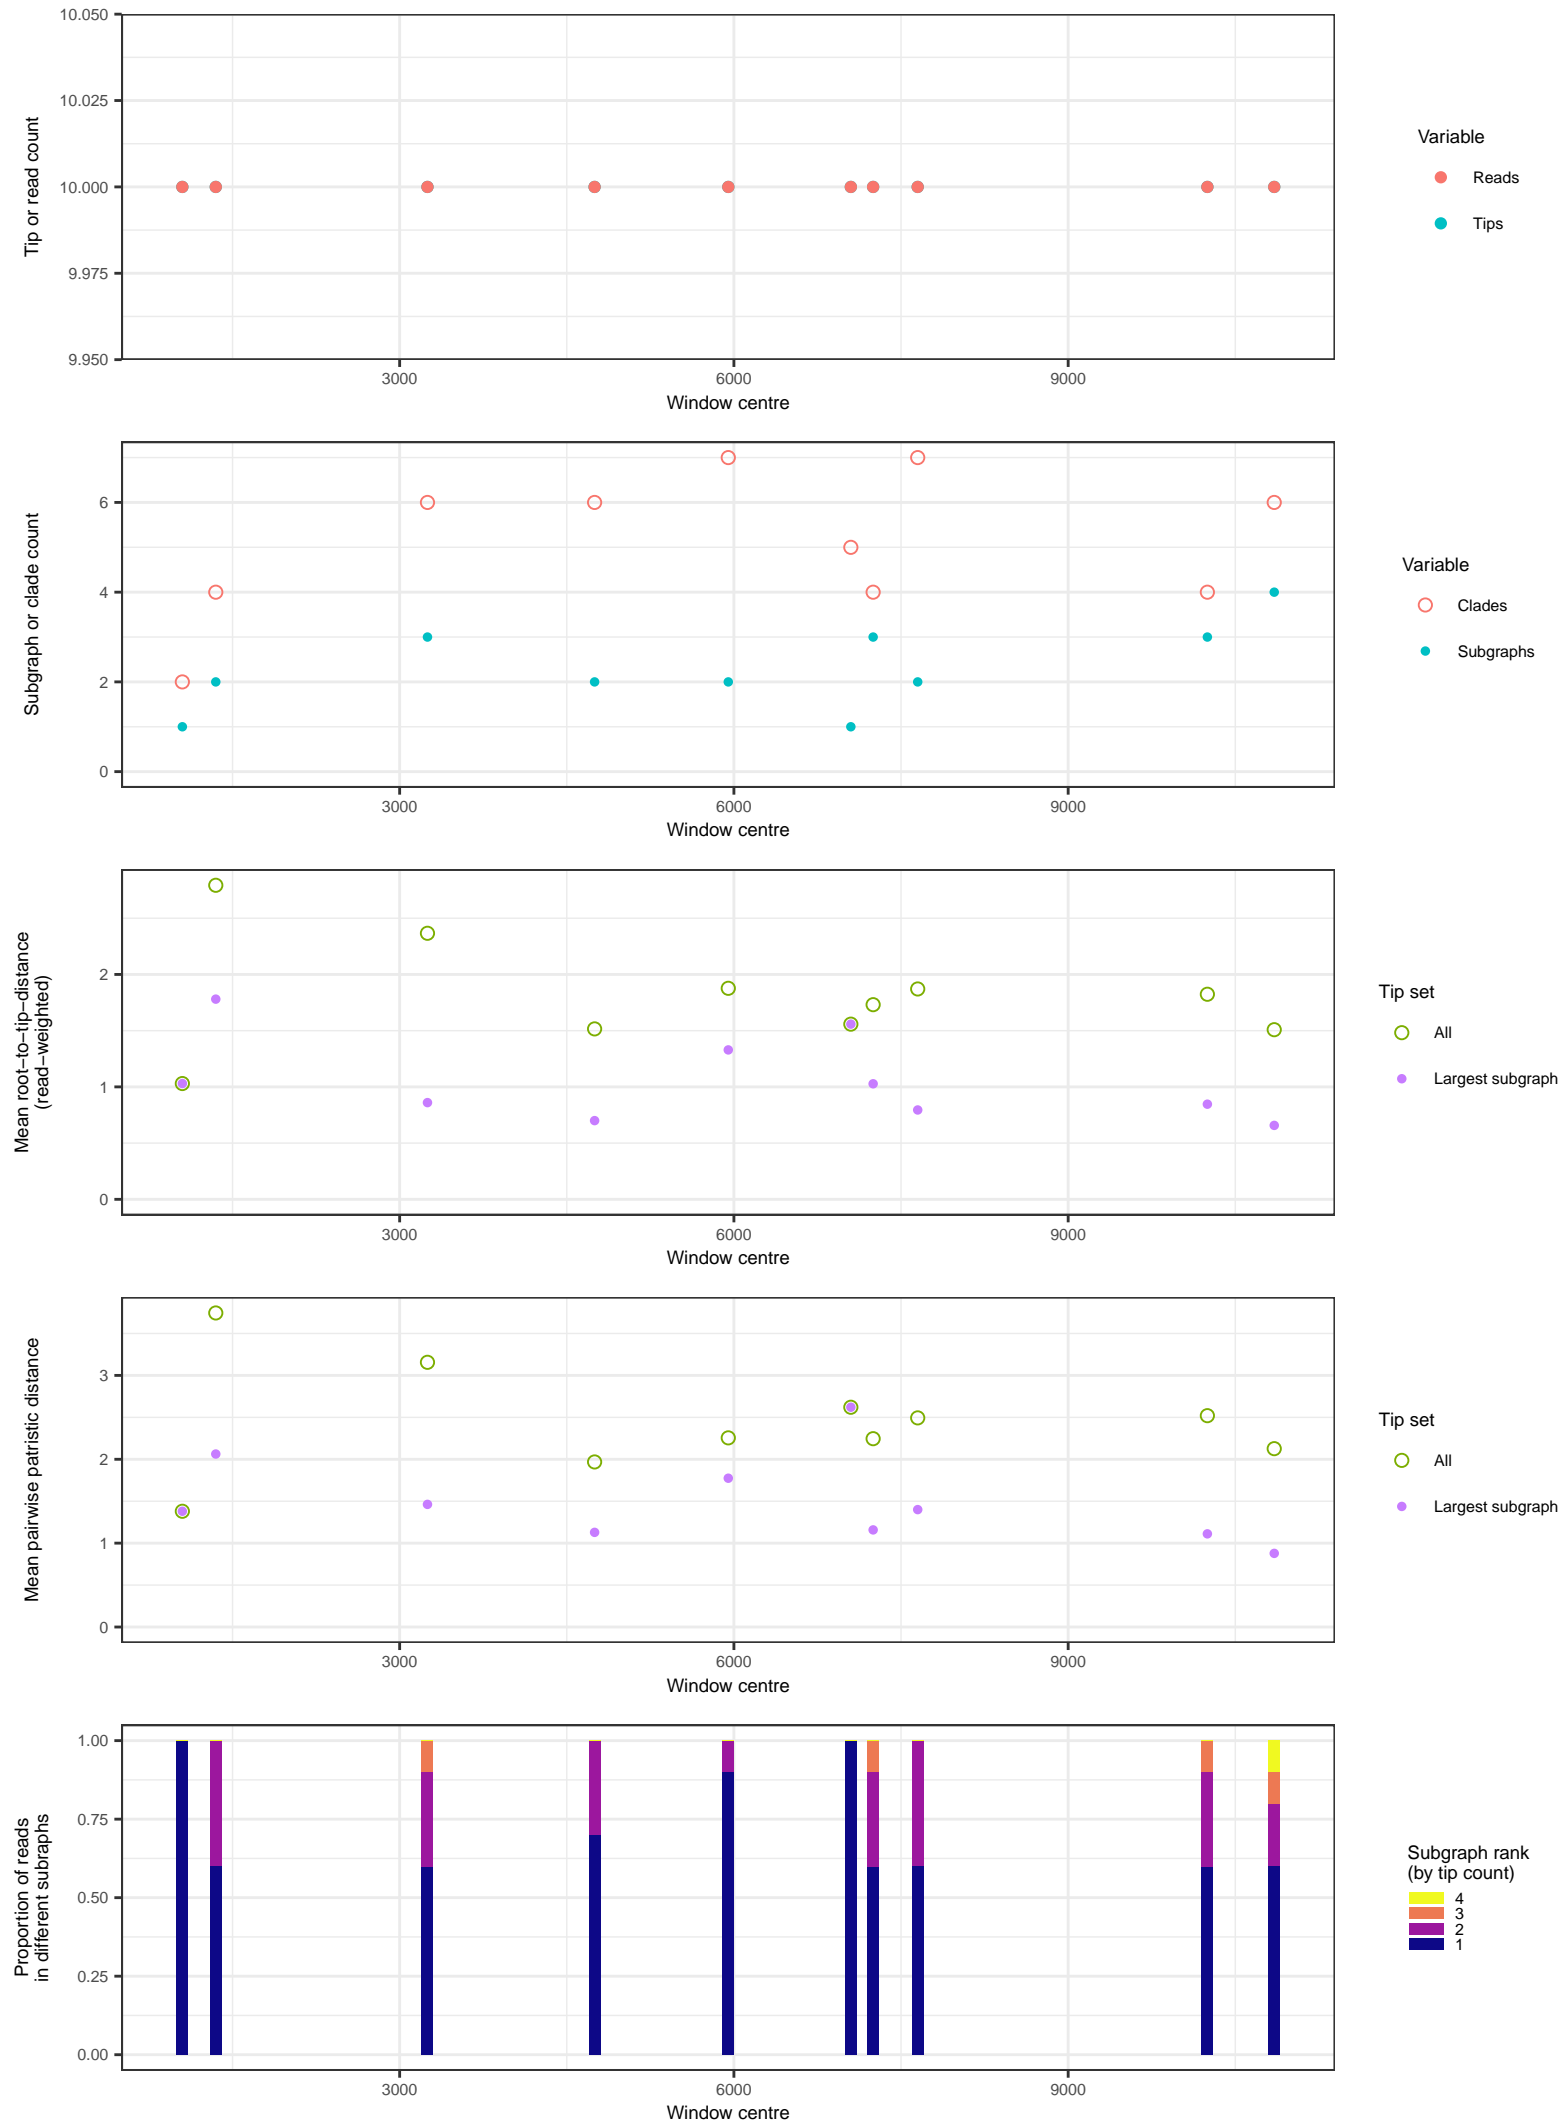 10.050
10.025
10.000
9.975
9.950
Tip or read count
3000 6000 9000
Window centre
Variable
Reads
Tips
6
4
2
0
Subgraph or clade count
3000 6000 9000
Window centre
Variable
Clades
Subgraphs
2
1
0
Mean root−to−tip−distance
(read−weighted)
3000 6000 9000
Window centre
Tip set
All
Largest subgraph
3
2
1
0
Mean pairwise patristic distance
3000 6000 9000
Window centre
Tip set
All
Largest subgraph
1.00
0.75
0.50
0.25
0.00
Proportion of reads
in different subraphs
3000 6000 9000
Window centre
Subgraph rank
(by tip count)
4
3
2
1